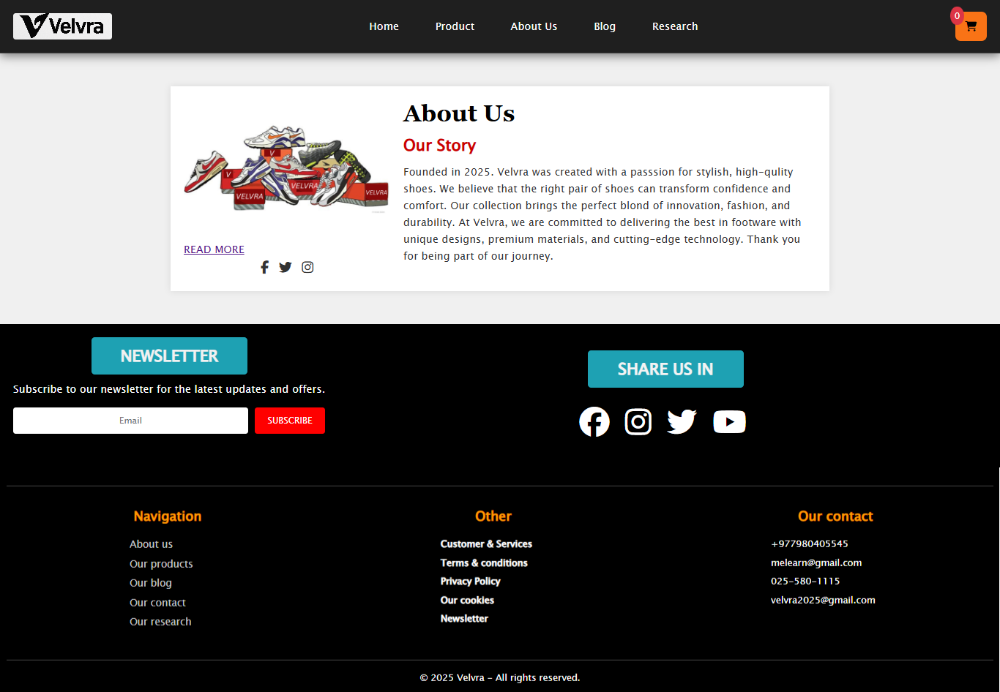 Velvra
Home Product About Us Blog Research
0
About Us
Our Story
Founded in 2025. Velvra was created with a passsion for stylish, high-qulity
shoes. We believe that the right pair of shoes can transform confidence and
comfort. Our collection brings the perfect blond of innovation, fashion, and
durability. At Velvra, we are committed to delivering the best in footware with
unique designs, premium materials, and cutting-edge technology. Thank you
for being part of our journey.
V
V
VELVRA
VELVRA
VELVRA
READ MORE
NEWSLETTER
Subscribe to our newsletter for the latest updates and offers.
Email
SUBSCRIBE
SHARE US IN
Navigation
About us
Our products
Our blog
Our contact
Our research
Other
Customer & Services
Terms & conditions
Privacy Policy
Our cookies
Newsletter
Our contact
+977980405545
melearn@gmail.com
025-580-1115
velvra2025@gmail.com
© 2025 Velvra - All rights reserved.